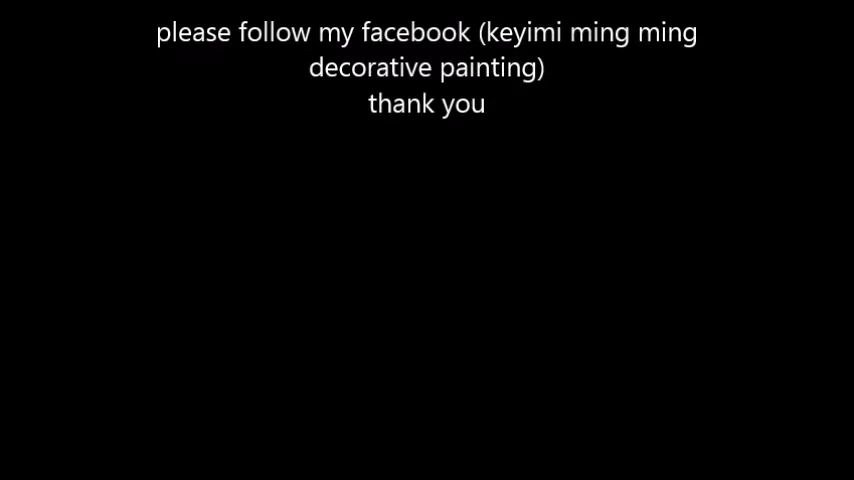 please follow my facebook (keyimi ming ming
decorative painting)
thank you